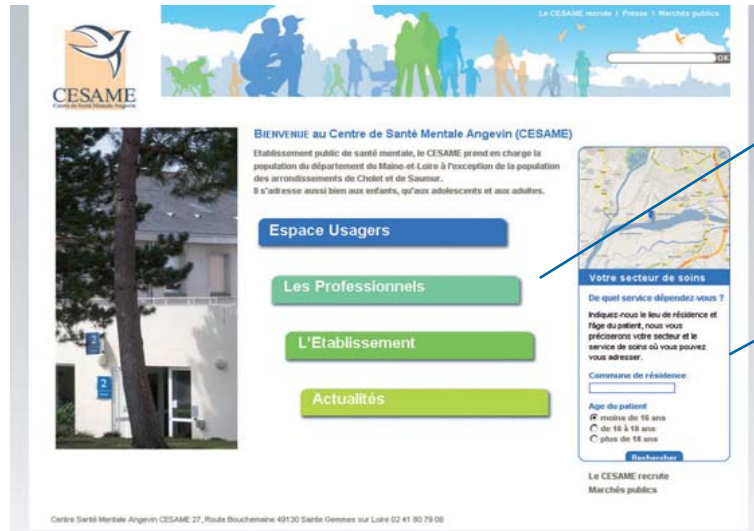 Le CESAME recrute I Presse I Marchés publics
OK
CESAME
Centre de Santé Mentale Angevin
BIENVENUE au Centre de Santé Mentale Angevin (CESAME)
Etablissement public de santé mentale, le CESAME prend en charge la
population du département du Maine-et-Loire à l'exception de la population
des arrondissements de Cholet et de Saumur.
Il s'adresse aussi bien aux enfants, qu'aux adolescents et aux adultes.
Espace Usagers
Les Professionnels
L'Etablissement
Actualités
2
2
Votre secteur de soins
De quel service dépendez-vous ?
Indiquez-nous le lieu de résidence et
l'âge du patient, nous vous
préciserons votre secteur et le
service de soins où vous pouvez
vous adresser.
Commune de résidence
Age du patient
moins de 16 ans
de 16 à 18 ans
plus de 18 ans
Rechercher
Le CESAME recrute
Marchés publics
Centre Santé Mentale Angevin CESAME 27, Route Bouchemaine 49130 Sainte Gemmes sur Loire 02 41 80 79 08